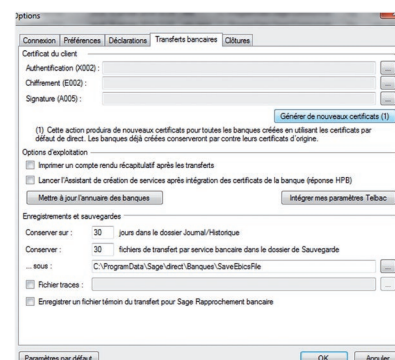 Options
Connexion Préférences Déclarations Transferts bancaires Clôtures
Certificat du client
Authentification (X002) :
...
Chiffrement (E002) :
...
Signature (A005) :
...
Générer de nouveaux certificats (1)
(1) Cette action produira de nouveaux certificats pour toutes les banques créées en utilisant les certificats par
défaut de direct. Les banques déjà créées conserveront par contre leurs certificats d'origine.
Options d'exploitation
Imprimer un compte rendu récapitulatif après les transferts
Lancer l'Assistant de création de services après intégration des certificats de la banque (réponse HPB)
Mettre à jour l'annuaire des banques
Intégrer mes paramètres Telbac
Enregistrements et sauvegardes
Conserver sur : 30 jours dans le dossier Journal/Historique
Conserver : 30 fichiers de transfert par service bancaire dans le dossier de Sauvegarde
... sous : C:\ProgramData\Sage\direct\Banques\SaveEbicsFile ...
Fichier traces : ...
Enregistrer un fichier témoin du transfert pour Sage Rapprochement bancaire
Paramètres par défaut
OK
Annuler